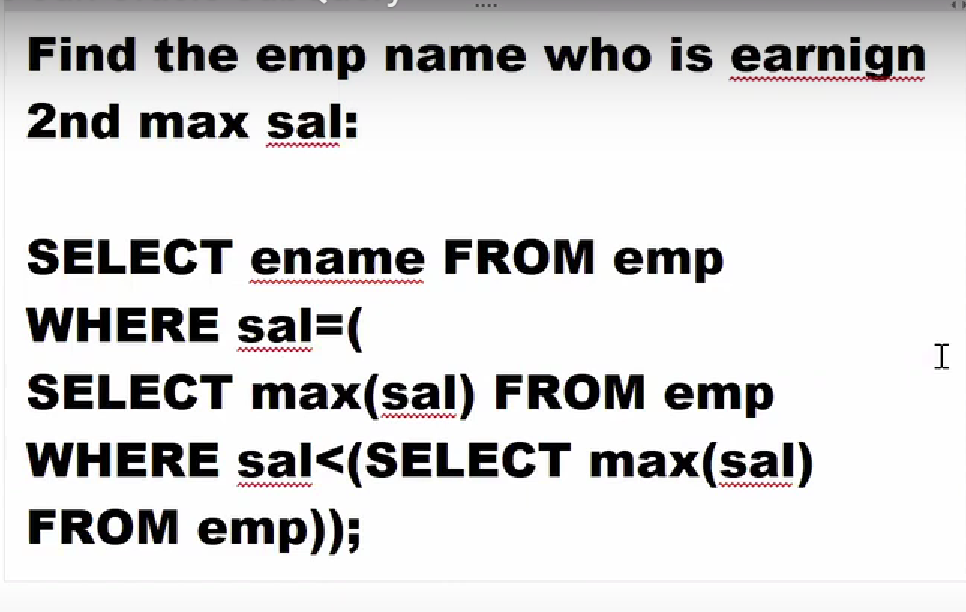 Find the emp name who is earnign
2nd max sal:
SELECT ename FROM emp
WHERE sal=(
SELECT max(sal) FROM emp
WHERE sal<(SELECT max(sal)
FROM emp));